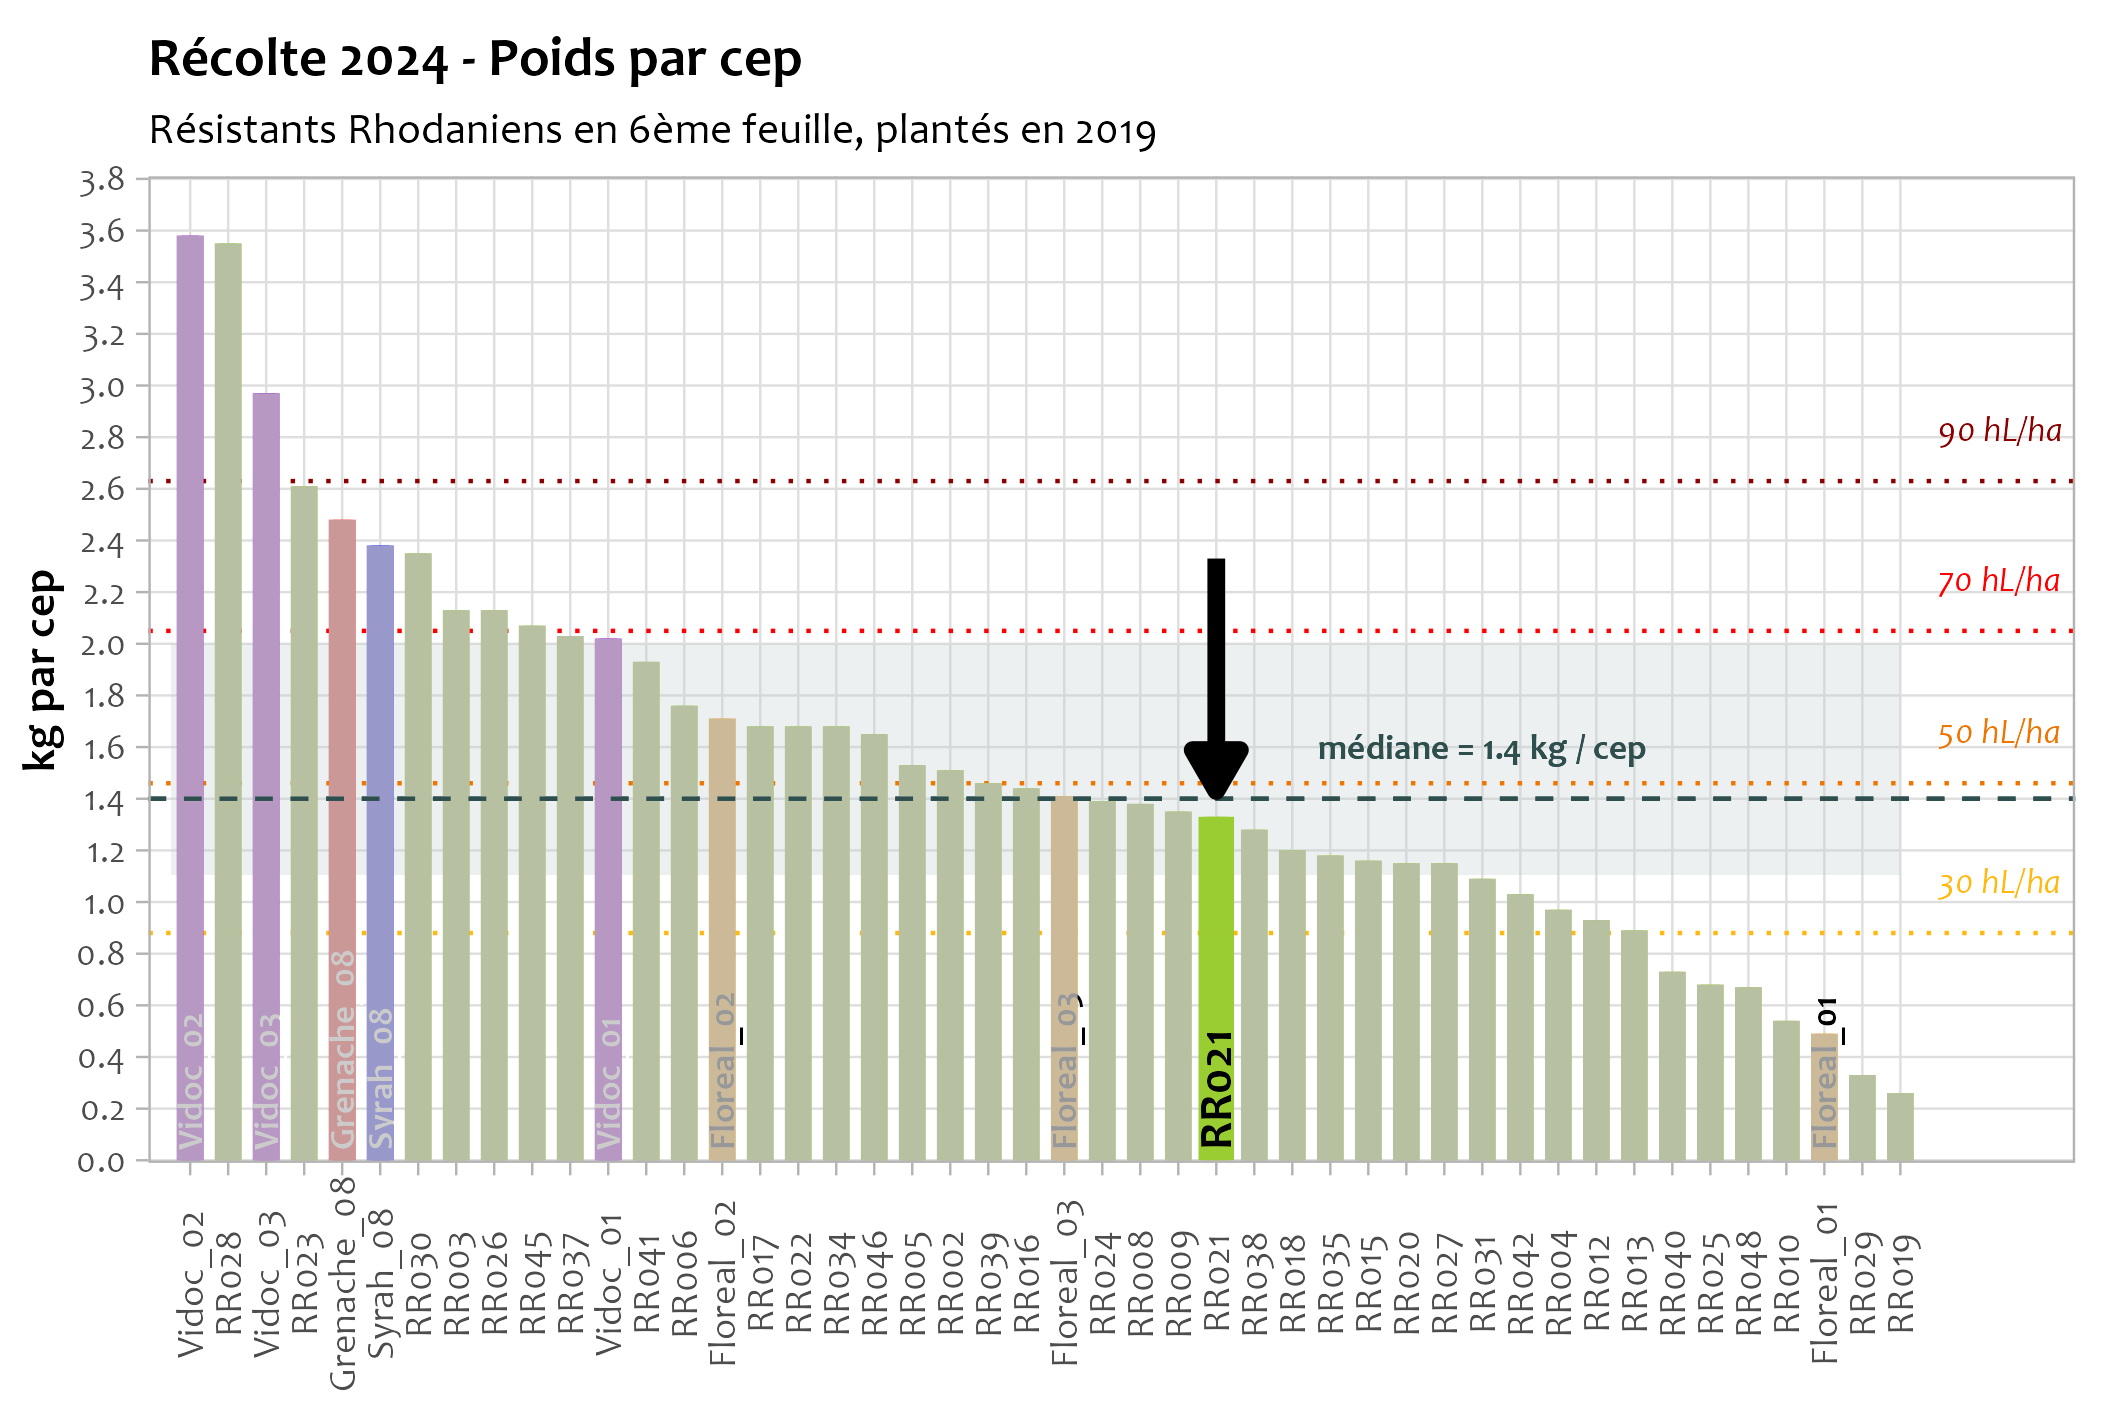 Récolte 2024 - Poids par cep
Résistants Rhodaniens en 6ème feuille, plantés en 2019
kg par cep
3.8
3.6
3.4
3.2
3.0
2.8
2.6
2.4
2.2
2.0
1.8
1.6
1.4
1.2
1.0
0.8
0.6
0.4
0.2
0.0
90 hL/ha
70 hL/ha
50 hL/ha
30 hL/ha
médiane = 1.4 kg / cep
Vidoc_02
Vidoc_03
Grenache_08
Syrah_08
Vidoc_01
Floreal_02
Floreal_03
RR021
Floreal_01
Vidoc_02
RR028
Vidoc_03
RR023
Grenache_08
Syrah_08
RR030
RR003
RR026
RR045
RR037
Vidoc_01
RR041
RR006
Floreal_02
RR017
RR022
RR034
RR046
RR005
RR002
RR039
RR016
Floreal_03
RR024
RR008
RR009
RR021
RR038
RR018
RR035
RR015
RR020
RR027
RR031
RR042
RR004
RR012
RR013
RR040
RR025
RR048
RR010
Floreal_01
RR029
RR019